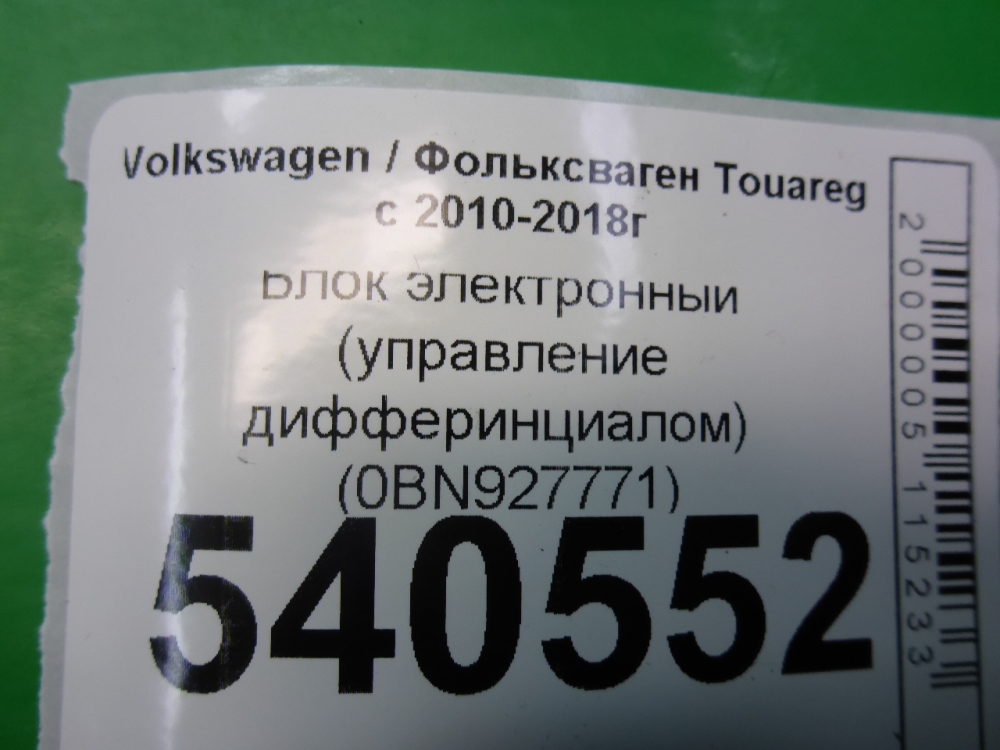 Volkswagen / Фольксваген Touareg
с 2010-2018г
Блок электронный
(управление
дифферинциалом)
(0BN927771)
540552
2000005115233